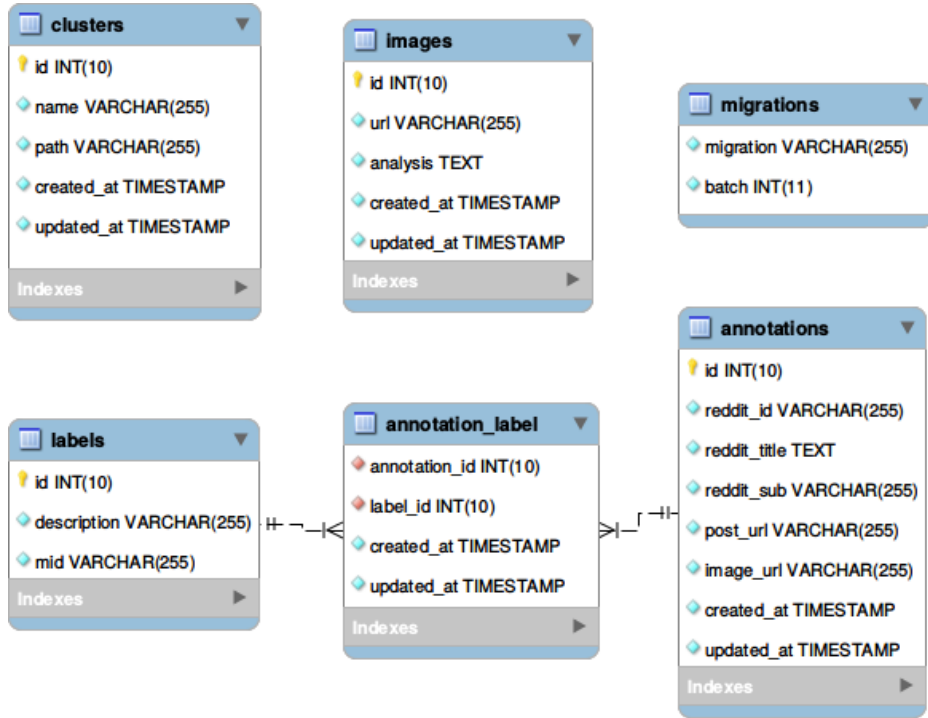 clusters
id INT(10)
name VARCHAR(255)
path VARCHAR(255)
created_at TIMESTAMP
updated_at TIMESTAMP
Indexes
images
id INT(10)
url VARCHAR(255)
analysis TEXT
created_at TIMESTAMP
updated_at TIMESTAMP
Indexes
migrations
migration VARCHAR(255)
batch INT(11)
labels
id INT(10)
description VARCHAR(255)
mid VARCHAR(255)
Indexes
annotation_label
annotation_id INT(10)
label_id INT(10)
created_at TIMESTAMP
updated_at TIMESTAMP
Indexes
annotations
id INT(10)
reddit_id VARCHAR(255)
reddit_title TEXT
reddit_sub VARCHAR(255)
post_url VARCHAR(255)
image_url VARCHAR(255)
created_at TIMESTAMP
updated_at TIMESTAMP
Indexes